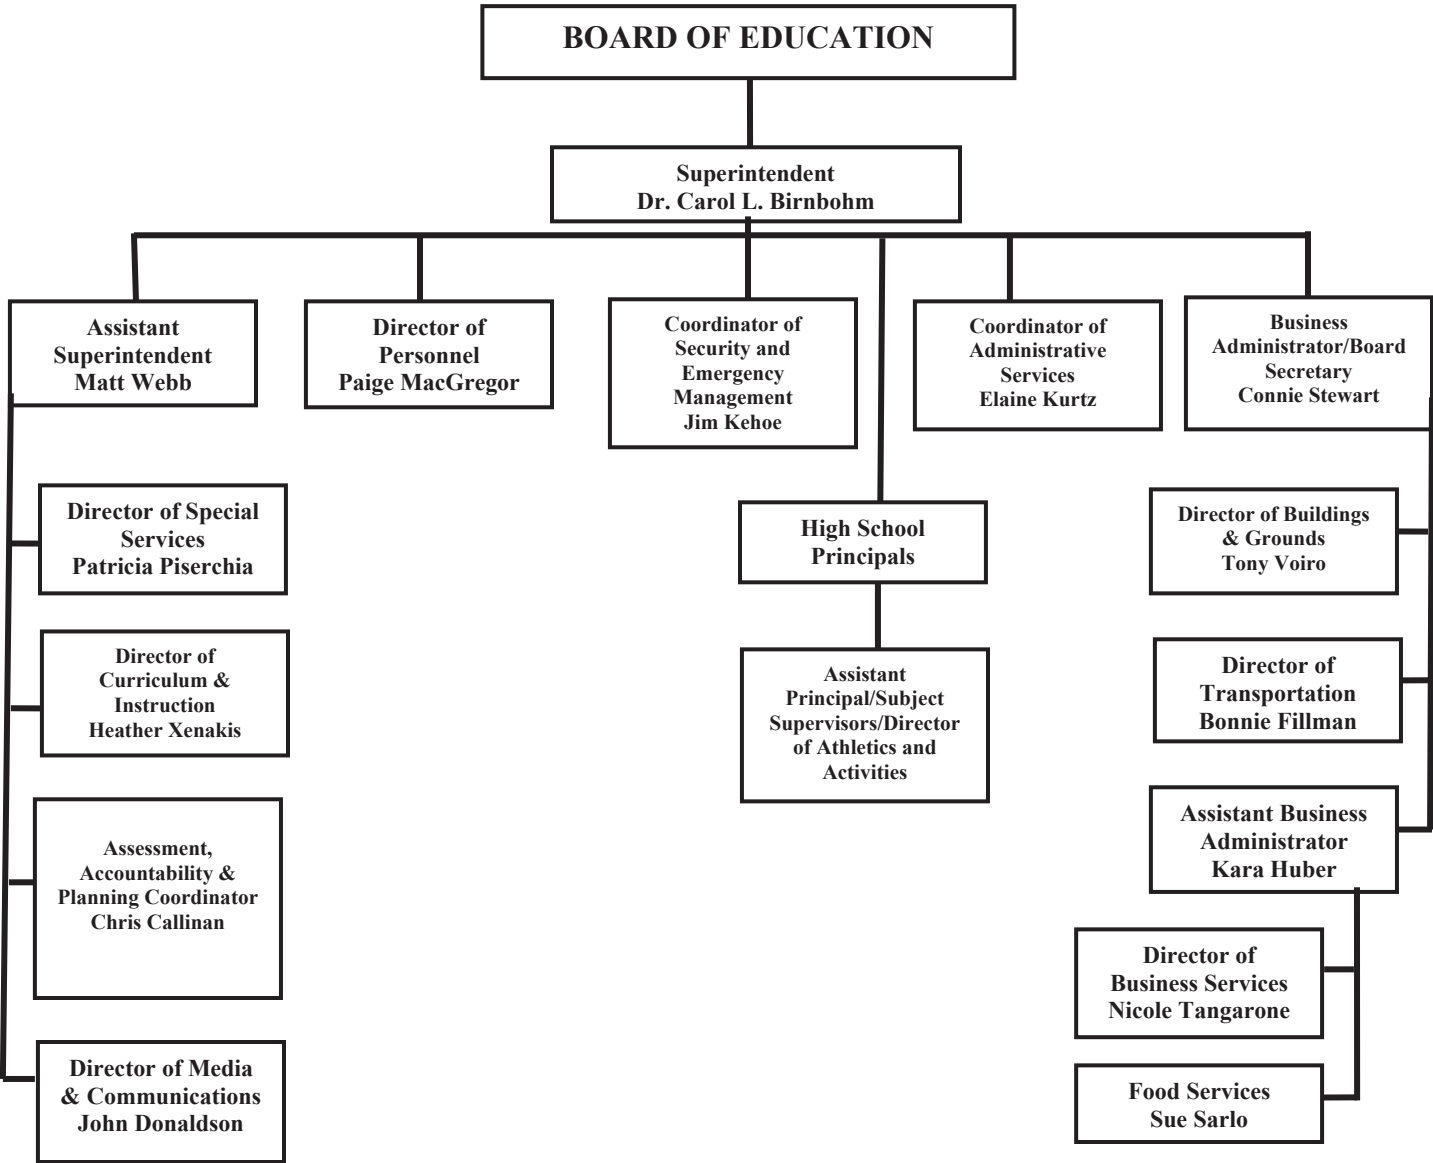 BOARD OF EDUCATION
Superintendent
Dr. Carol L. Birnbohm
Assistant
Superintendent
Matt Webb
Director of
Personnel
Paige MacGregor
Coordinator of
Security and
Emergency
Management
Jim Kehoe
Coordinator of
Administrative
Services
Elaine Kurtz
Business
Administrator/Board
Secretary
Connie Stewart
Director of Special
Services
Patricia Piserchia
Director of
Curriculum &
Instruction
Heather Xenakis
Assessment,
Accountability &
Planning Coordinator
Chris Callinan
Director of Media
& Communications
John Donaldson
High School
Principals
Assistant
Principal/Subject
Supervisors/Director
of Athletics and
Activities
Director of Buildings
& Grounds
Tony Voiro
Director of
Transportation
Bonnie Fillman
Assistant Business
Administrator
Kara Huber
Director of
Business Services
Nicole Tangarone
Food Services
Sue Sarlo